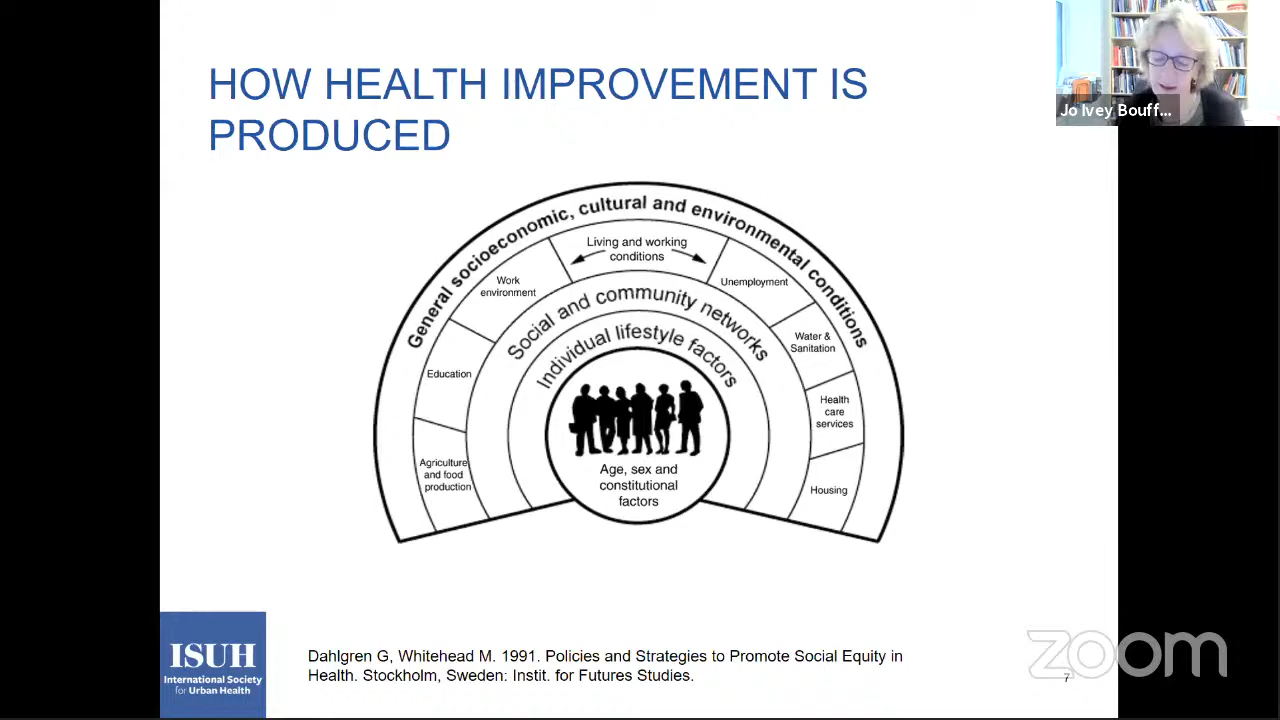 HOW HEALTH IMPROVEMENT IS
PRODUCED
Jo Ivey Bouff...
General socioeconomic, cultural and environmental conditions
Living and working
conditions
Work
environment
Unemployment
Social and community networks
Water &
Sanitation
Individual lifestyle factors
Education
Health
care
services
Agriculture
and food
production
Age, sex and
constitutional
factors
Housing
ISUH
International Society
for Urban Health
Dahlgren G, Whitehead M. 1991. Policies and Strategies to Promote Social Equity in
Health. Stockholm, Sweden: Instit. for Futures Studies.
zoom
7